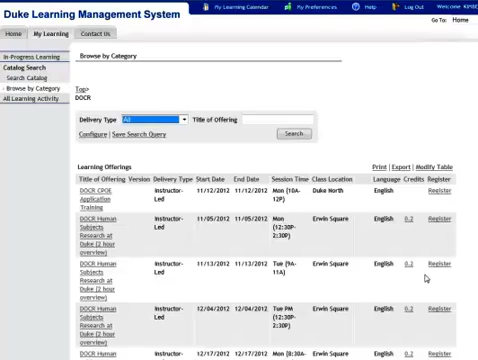 Duke Learning Management System
My Learning Calendar My Preferences Help Log Out Welcome
Go To: Home
Home My Learning Contact Us
In-Progress Learning
Catalog Search
Search Catalog
Browse by Category
All Learning Activity
Browse by Category
Top>
DOCR
Delivery Type All Title of Offering
Configure | Save Search Query Search
Learning Offerings Print | Export | Modify Table
Title of Offering Version Delivery Type Start Date End Date Session Time Class Location Language Credits Register
DOCR CPOE Instructor- 11/12/2012 11/12/2012 Mon (10A- Duke North English Register
Application Led 12P)
Training
DOCR Human Instructor- 11/05/2012 11/05/2012 Mon Erwin Square English 0.2 Register
Subjects Led (12:30P-
Research at 2:30P)
Duke (2 hour
overview)
DOCR Human Instructor- 11/13/2012 11/13/2012 Tue (9A- Erwin Square English 0.2 Register
Subjects Led 11A)
Research at
Duke (2 hour
overview)
DOCR Human Instructor- 12/04/2012 12/04/2012 Tue PM Erwin Square English 0.2 Register
Subjects Led (12:30P-
Research at 2:30P)
Duke (2 hour
overview)
DOCR Human Instructor- 12/17/2012 12/17/2012 Mon (8:30A- Erwin Square English 0.2 Register